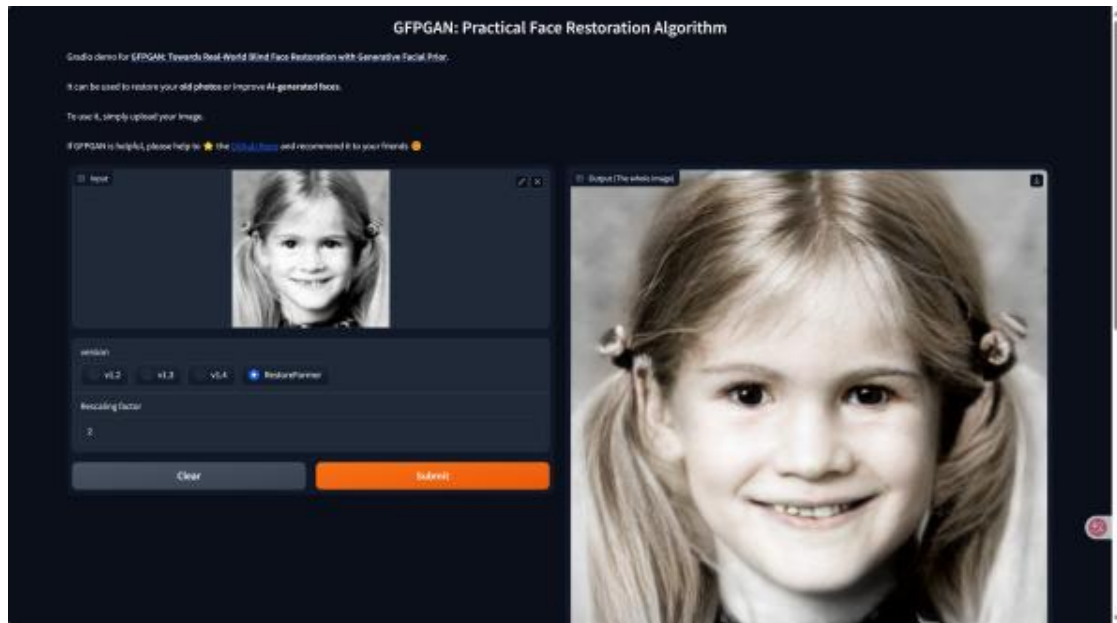 GFPGAN: Practical Face Restoration Algorithm
Gradio demo for GFPGAN: Towards Real-World Blind Face Restoration with Generative Facial Prior.
It can be used to restore your old photos or improve AI-generated faces.
To use it, simply upload your image.
If GFPGAN is helpful, please help to ⭐ the Github Repo and recommend it to your friends 😊
Input
Output (The whole image)
version
v1.2 v1.3 v1.4 RestoreFormer
Rescaling factor
2
Clear Submit